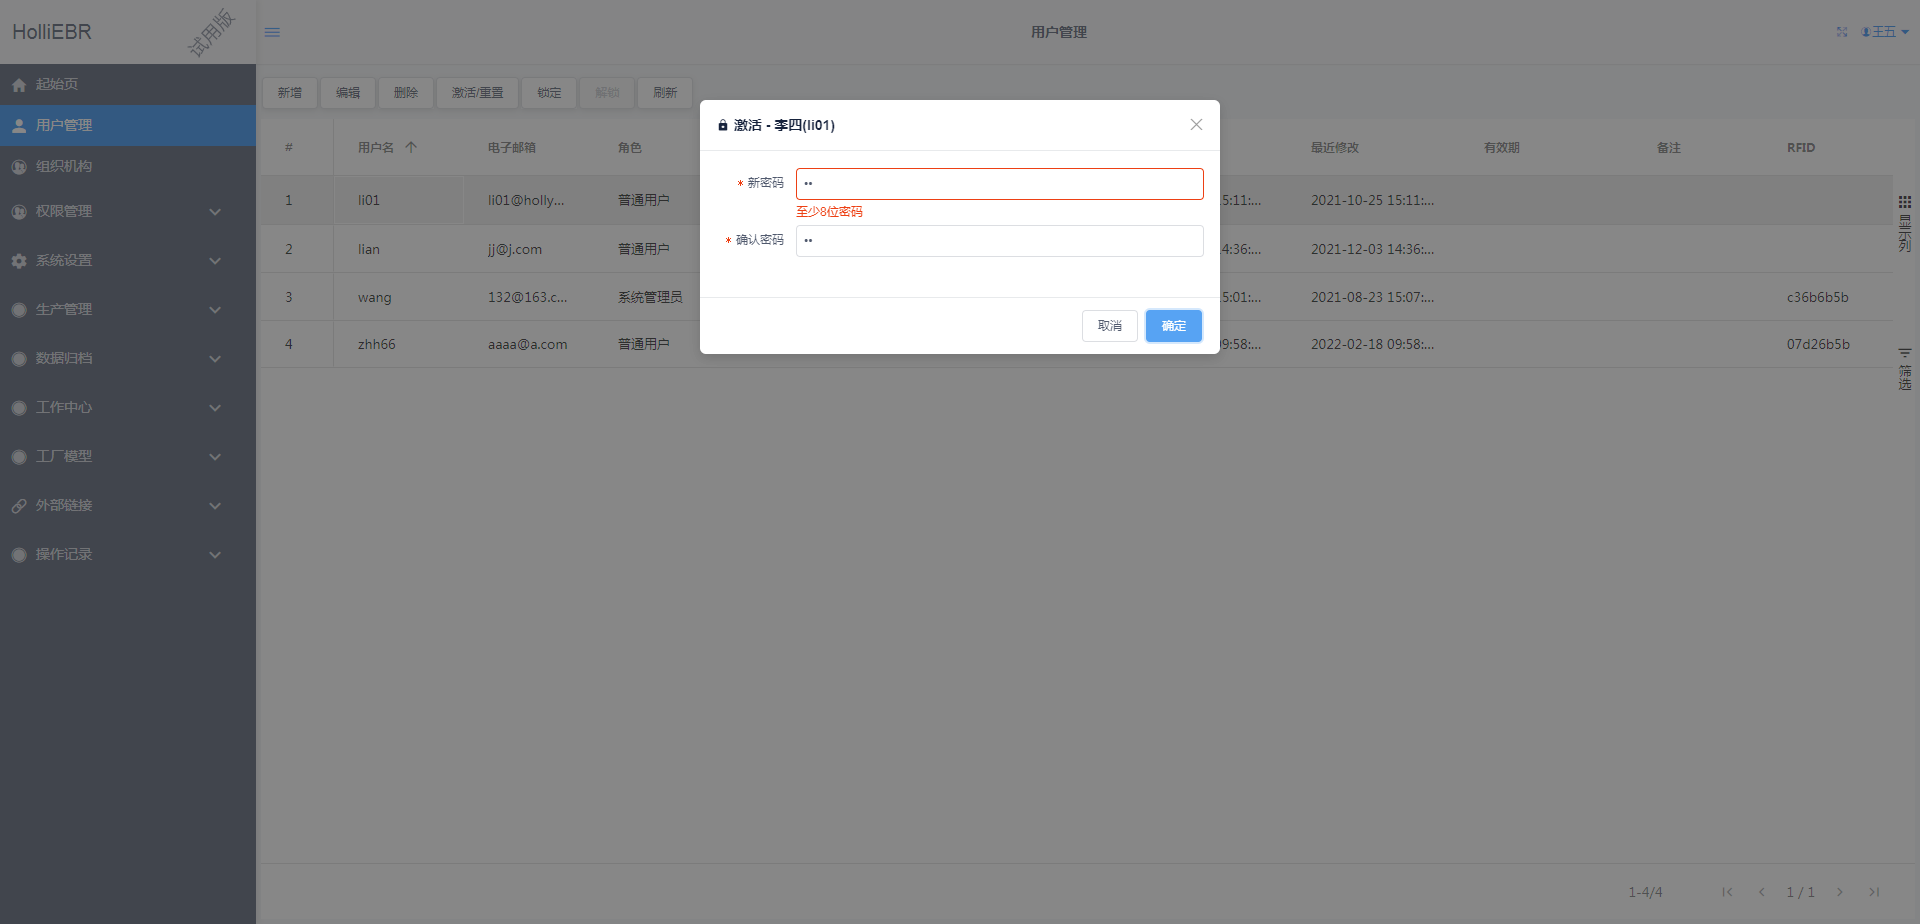 HolliEBR
试用版
用户管理
王五
起始页
用户管理
组织机构
权限管理
系统设置
生产管理
数据归档
工作中心
工厂模型
外部链接
操作记录
新增 编辑 删除 激活/重置 锁定 解锁 刷新
# 用户名 电子邮箱 角色 最近修改 有效期 备注 RFID
1 li01 li01@holly... 普通用户 5:11:... 2021-10-25 15:11:...
2 lian jj@j.com 普通用户 4:36:... 2021-12-03 14:36:...
3 wang 132@163.c... 系统管理员 5:01:... 2021-08-23 15:07:... c36b6b5b
4 zhh66 aaaa@a.com 普通用户 9:58:... 2022-02-18 09:58:... 07d26b5b
激活 - 李四(li01)
* 新密码 ••
至少8位密码
* 确认密码 ••
取消 确定
显示列
筛选
1-4/4 1 / 1